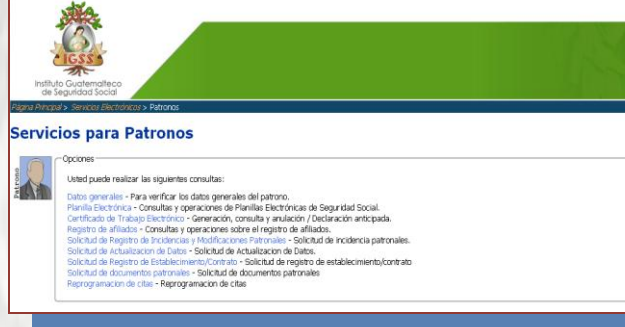 IGSS
Instituto Guatemalteco
de Seguridad Social
Página Principal > Servicios Electrónicos > Patronos
Servicios para Patronos
Opciones
Patrono
Usted puede realizar las siguientes consultas:
Datos generales - Para verificar los datos generales del patrono.
Planilla Electrónica - Consultas y operaciones de Planillas Electrónicas de Seguridad Social.
Certificado de Trabajo Electrónico - Generación, consulta y anulación / Declaración anticipada.
Registro de afiliados - Consultas y operaciones sobre el registro de afiliados.
Solicitud de Registro de Incidencias y Modificaciones Patronales - Solicitud de incidencia patronales.
Solicitud de Actualizacion de Datos - Solicitud de Actualizacion de Datos.
Solicitud de Registro de Establecimiento/Contrato - Solicitud de registro de establecimiento/contrato
Solicitud de documentos patronales - Solicitud de documentos patronales
Reprogramacion de citas - Reprogramacion de citas